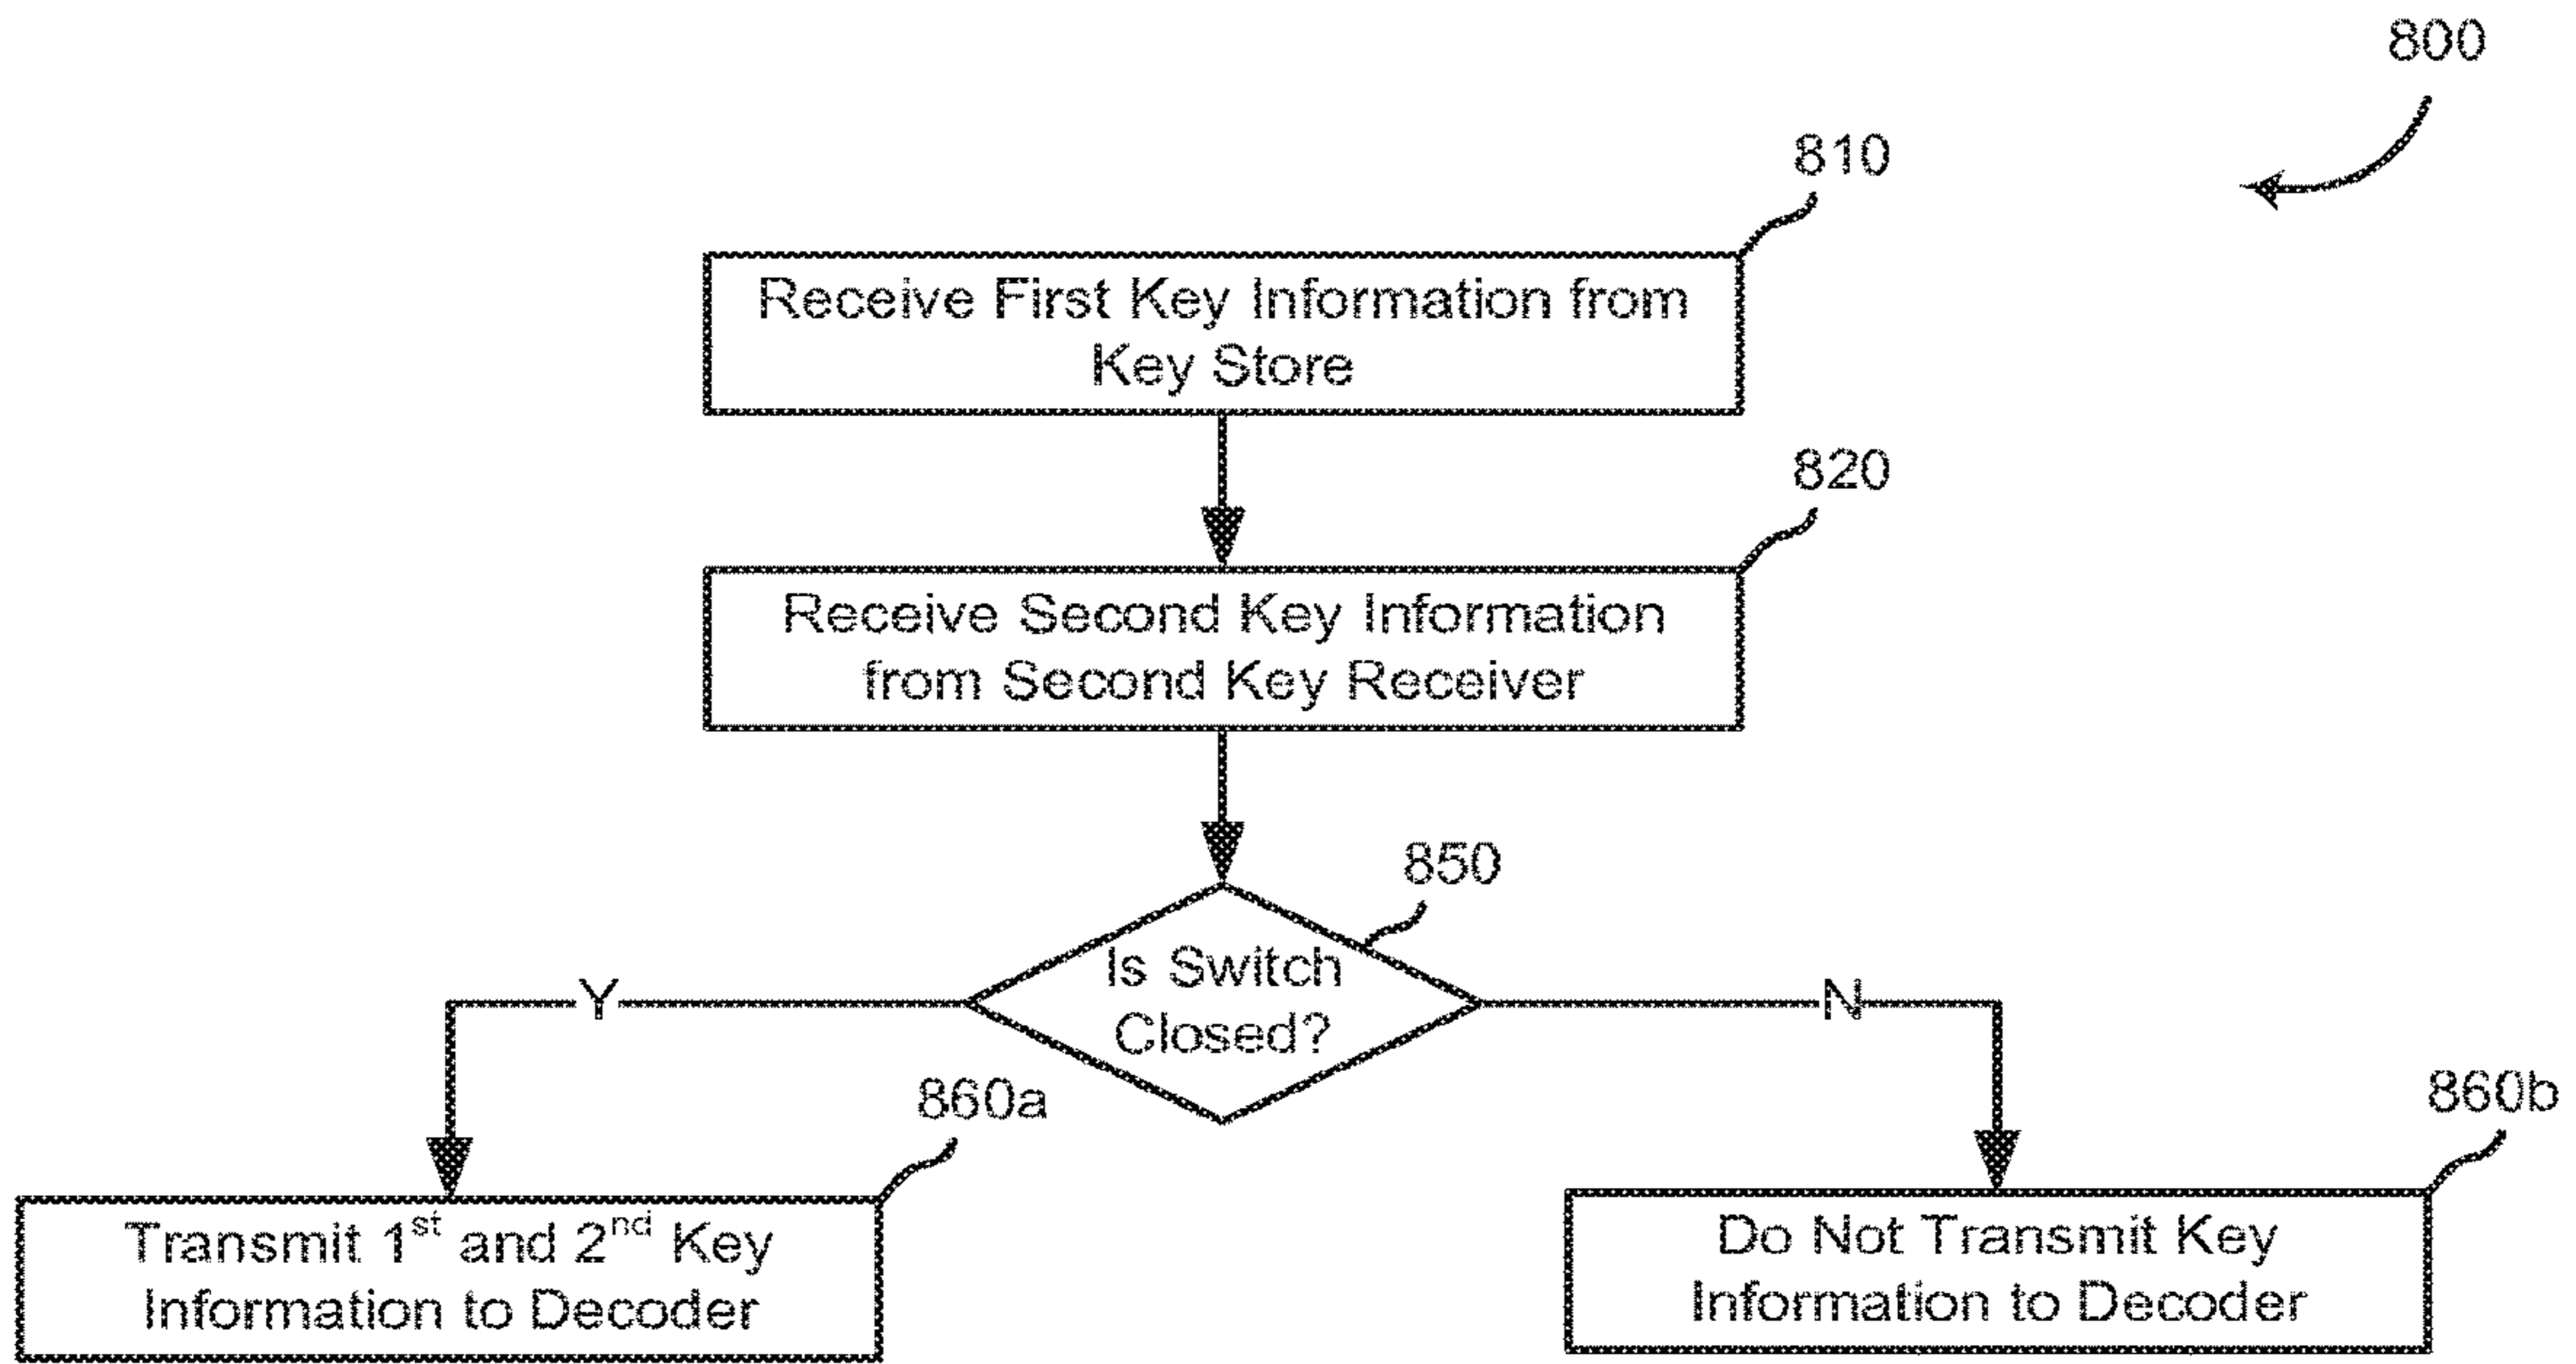 800
810
Receive First Key Information from
Key Store
820
Receive Second Key Information
from Second Key Receiver
850
Is Switch
Closed?
Y
N
860a
860b
Transmit 1st and 2nd Key
Information to Decoder
Do Not Transmit Key
Information to Decoder